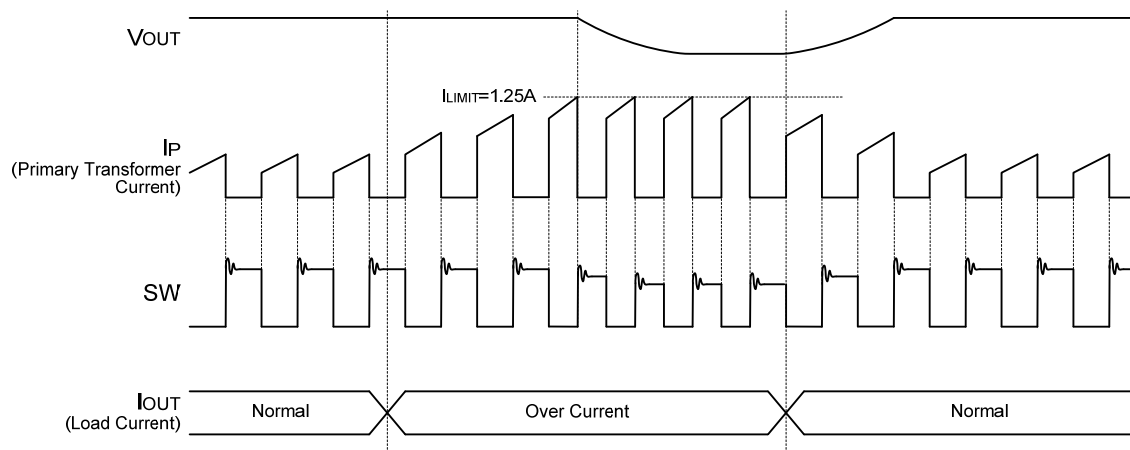 VOUT
ILIMIT=1.25A
IP
(Primary Transformer
Current)
SW
IOUT
(Load Current)
Normal
Over Current
Normal